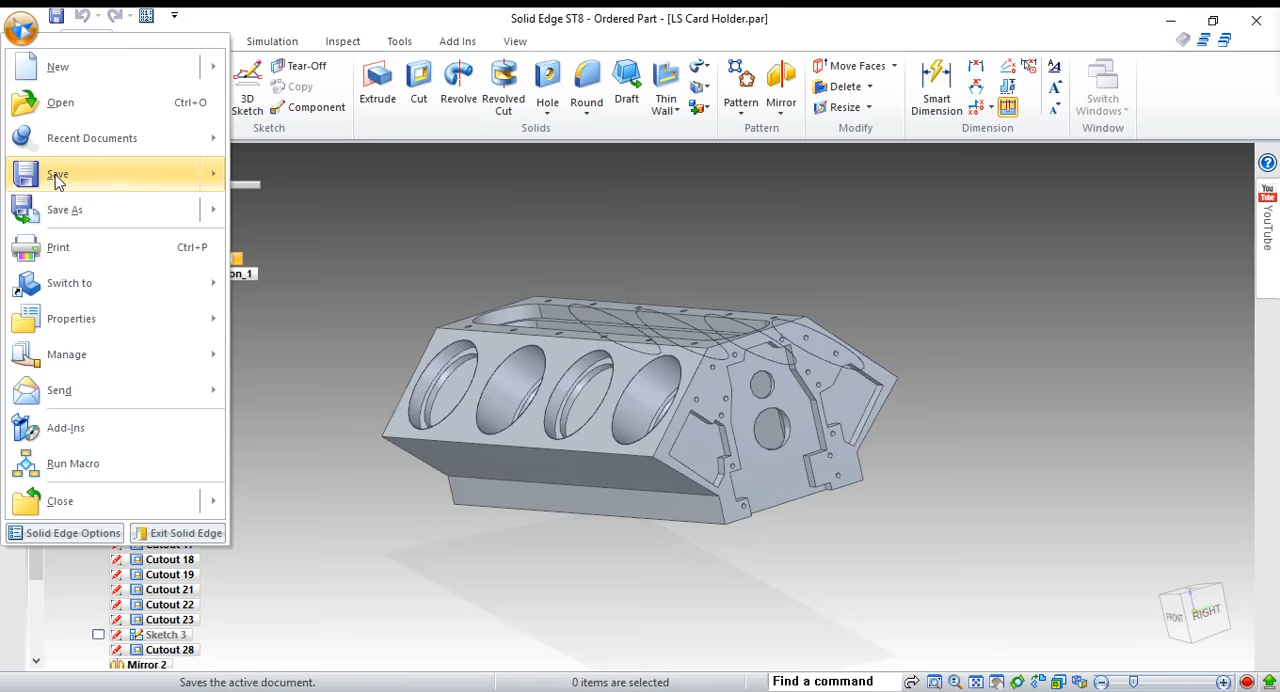 Solid Edge ST8 - Ordered Part - [LS Card Holder.par]
Simulation Inspect Tools Add Ins View
New
Open Ctrl+O
Recent Documents
Save
Save As
Print Ctrl+P
Switch to
Properties
Manage
Send
Add-Ins
Run Macro
Close
Solid Edge Options Exit Solid Edge
3D
Sketch
Tear-Off
Copy
Component
Sketch
Extrude
Cut
Revolve
Revolved
Cut
Hole
Round
Draft
Thin
Wall
Solids
Pattern
Mirror
Pattern
Move Faces
Delete
Resize
Modify
Smart
Dimension
Dimension
Switch
Windows
Window
on_1
Cutout 18
Cutout 19
Cutout 21
Cutout 22
Cutout 23
Sketch 3
Cutout 28
Mirror 2
FRONT RIGHT
You
Tube
YouTube
Saves the active document. 0 items are selected Find a command